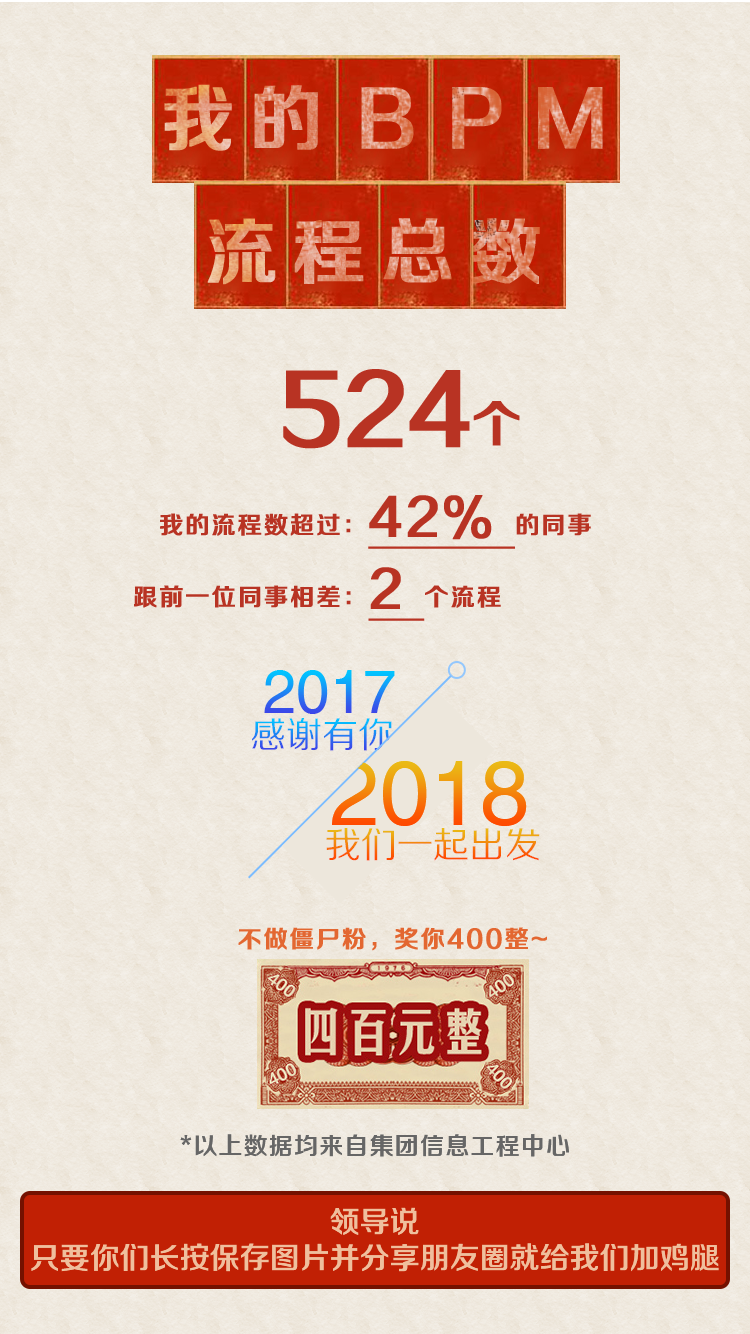 我的BPM
流程总数
524个
我的流程数超过：42% 的同事
跟前一位同事相差：2 个流程
2017
感谢有你
2018
我们一起出发
不做僵尸粉，奖你400整~
1976
400 400
四百元整
400 400
*以上数据均来自集团信息工程中心
领导说
只要你们长按保存图片并分享朋友圈就给我们加鸡腿